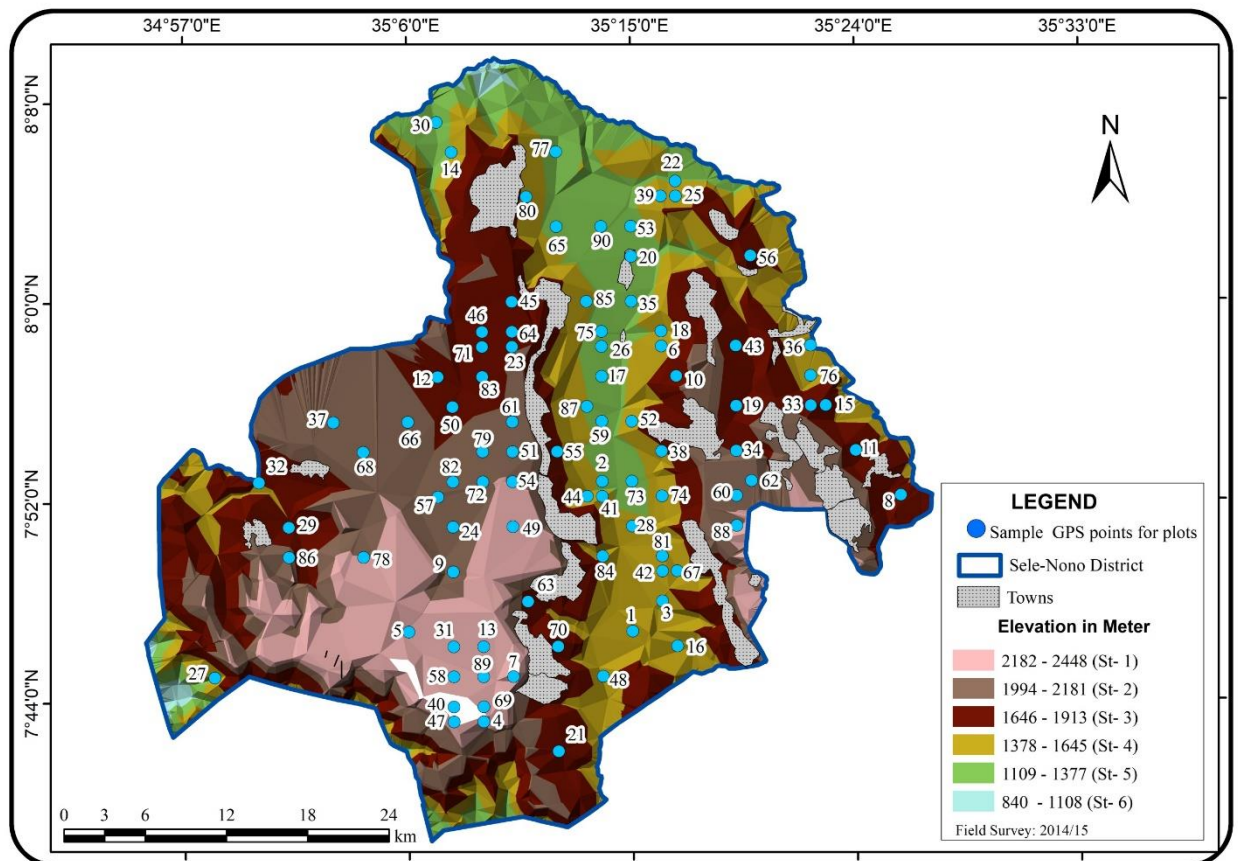 34°57'0"E 35°6'0"E 35°15'0"E 35°24'0"E 35°33'0"E
8°8'0"N
8°0'0"N
7°52'0"N
7°44'0"N
N
30
14 77 22
80 39 25
65 90 53
20 56
45 85 35
46 64 75 18 43 36
71 23 26 6
12 83 17 10 76
50 61 87 19 33 15
37 66 59 52
68 79 51 55 38 34 11
32 82 72 54 2 73 62
57 44 41 74 60 8
29 24 49 28 88
86 78 81
9 84 42 67
63 3
5 31 13 70 1 16
27 58 89 7 48
40 69
47 4
21
0 3 6 12 18 24
km
LEGEND
Sample GPS points for plots
Sele-Nono District
Towns
Elevation in Meter
2182 - 2448 (St- 1)
1994 - 2181 (St- 2)
1646 - 1913 (St- 3)
1378 - 1645 (St- 4)
1109 - 1377 (St- 5)
840 - 1108 (St- 6)
Field Survey: 2014/15